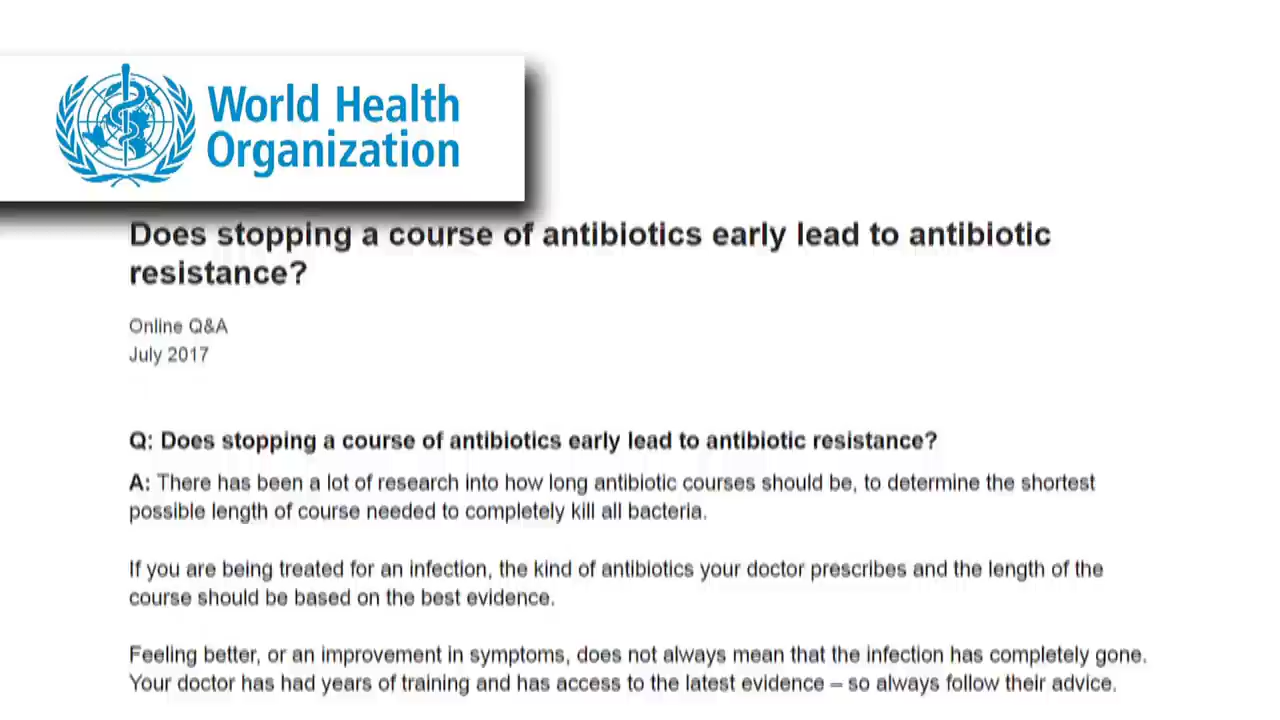 World Health
Organization
Does stopping a course of antibiotics early lead to antibiotic
resistance?
Online Q&A
July 2017
Q: Does stopping a course of antibiotics early lead to antibiotic resistance?
A: There has been a lot of research into how long antibiotic courses should be, to determine the shortest
possible length of course needed to completely kill all bacteria.
If you are being treated for an infection, the kind of antibiotics your doctor prescribes and the length of the
course should be based on the best evidence.
Feeling better, or an improvement in symptoms, does not always mean that the infection has completely gone.
Your doctor has had years of training and has access to the latest evidence – so always follow their advice.